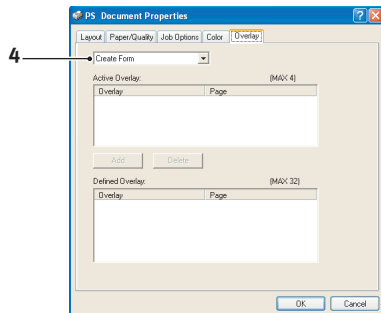 PS Document Properties
Layout Paper/Quality Job Options Color Overlay
4
Create Form
Active Overlay: (MAX 4)
Overlay Page
Add Delete
Defined Overlay: (MAX 32)
Overlay Page
OK Cancel